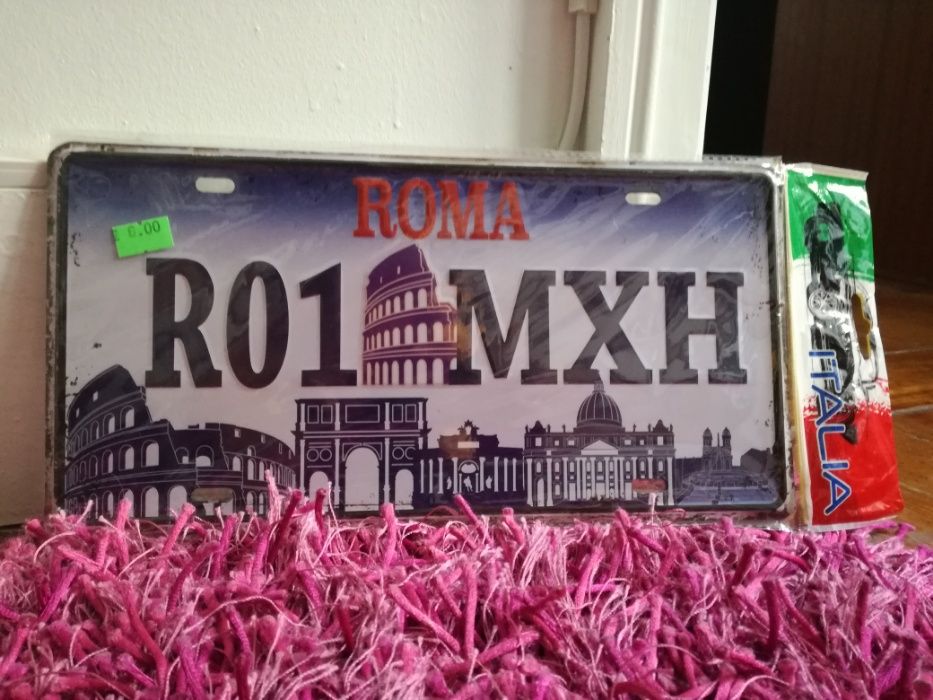 ROMA
6.00
R01 MXH
ITALIA